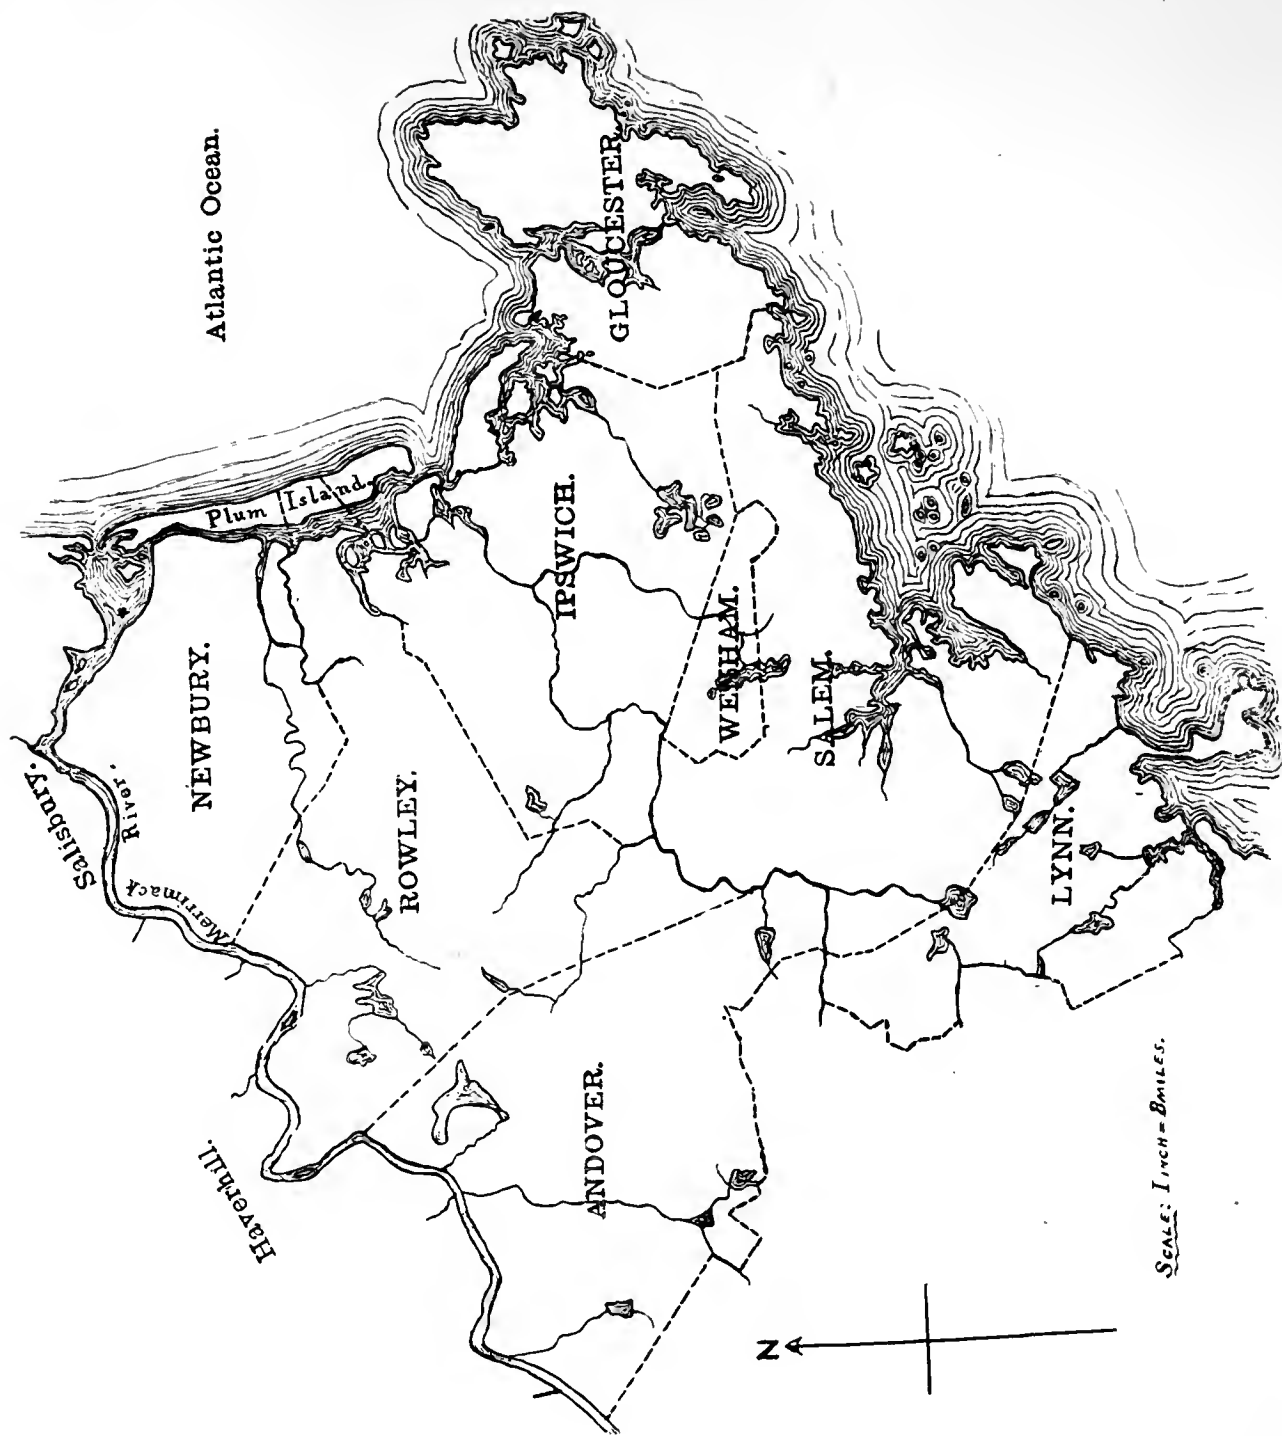 Atlantic Ocean.
Plum Island.
Salisbury.
Merrimack River.
NEWBURY.
GLOUCESTER.
IPSWICH.
ROWLEY.
WENHAM.
SALEM.
Haverhill.
ANDOVER.
LYNN.
N
SCALE: 1 INCH = 8 MILES.